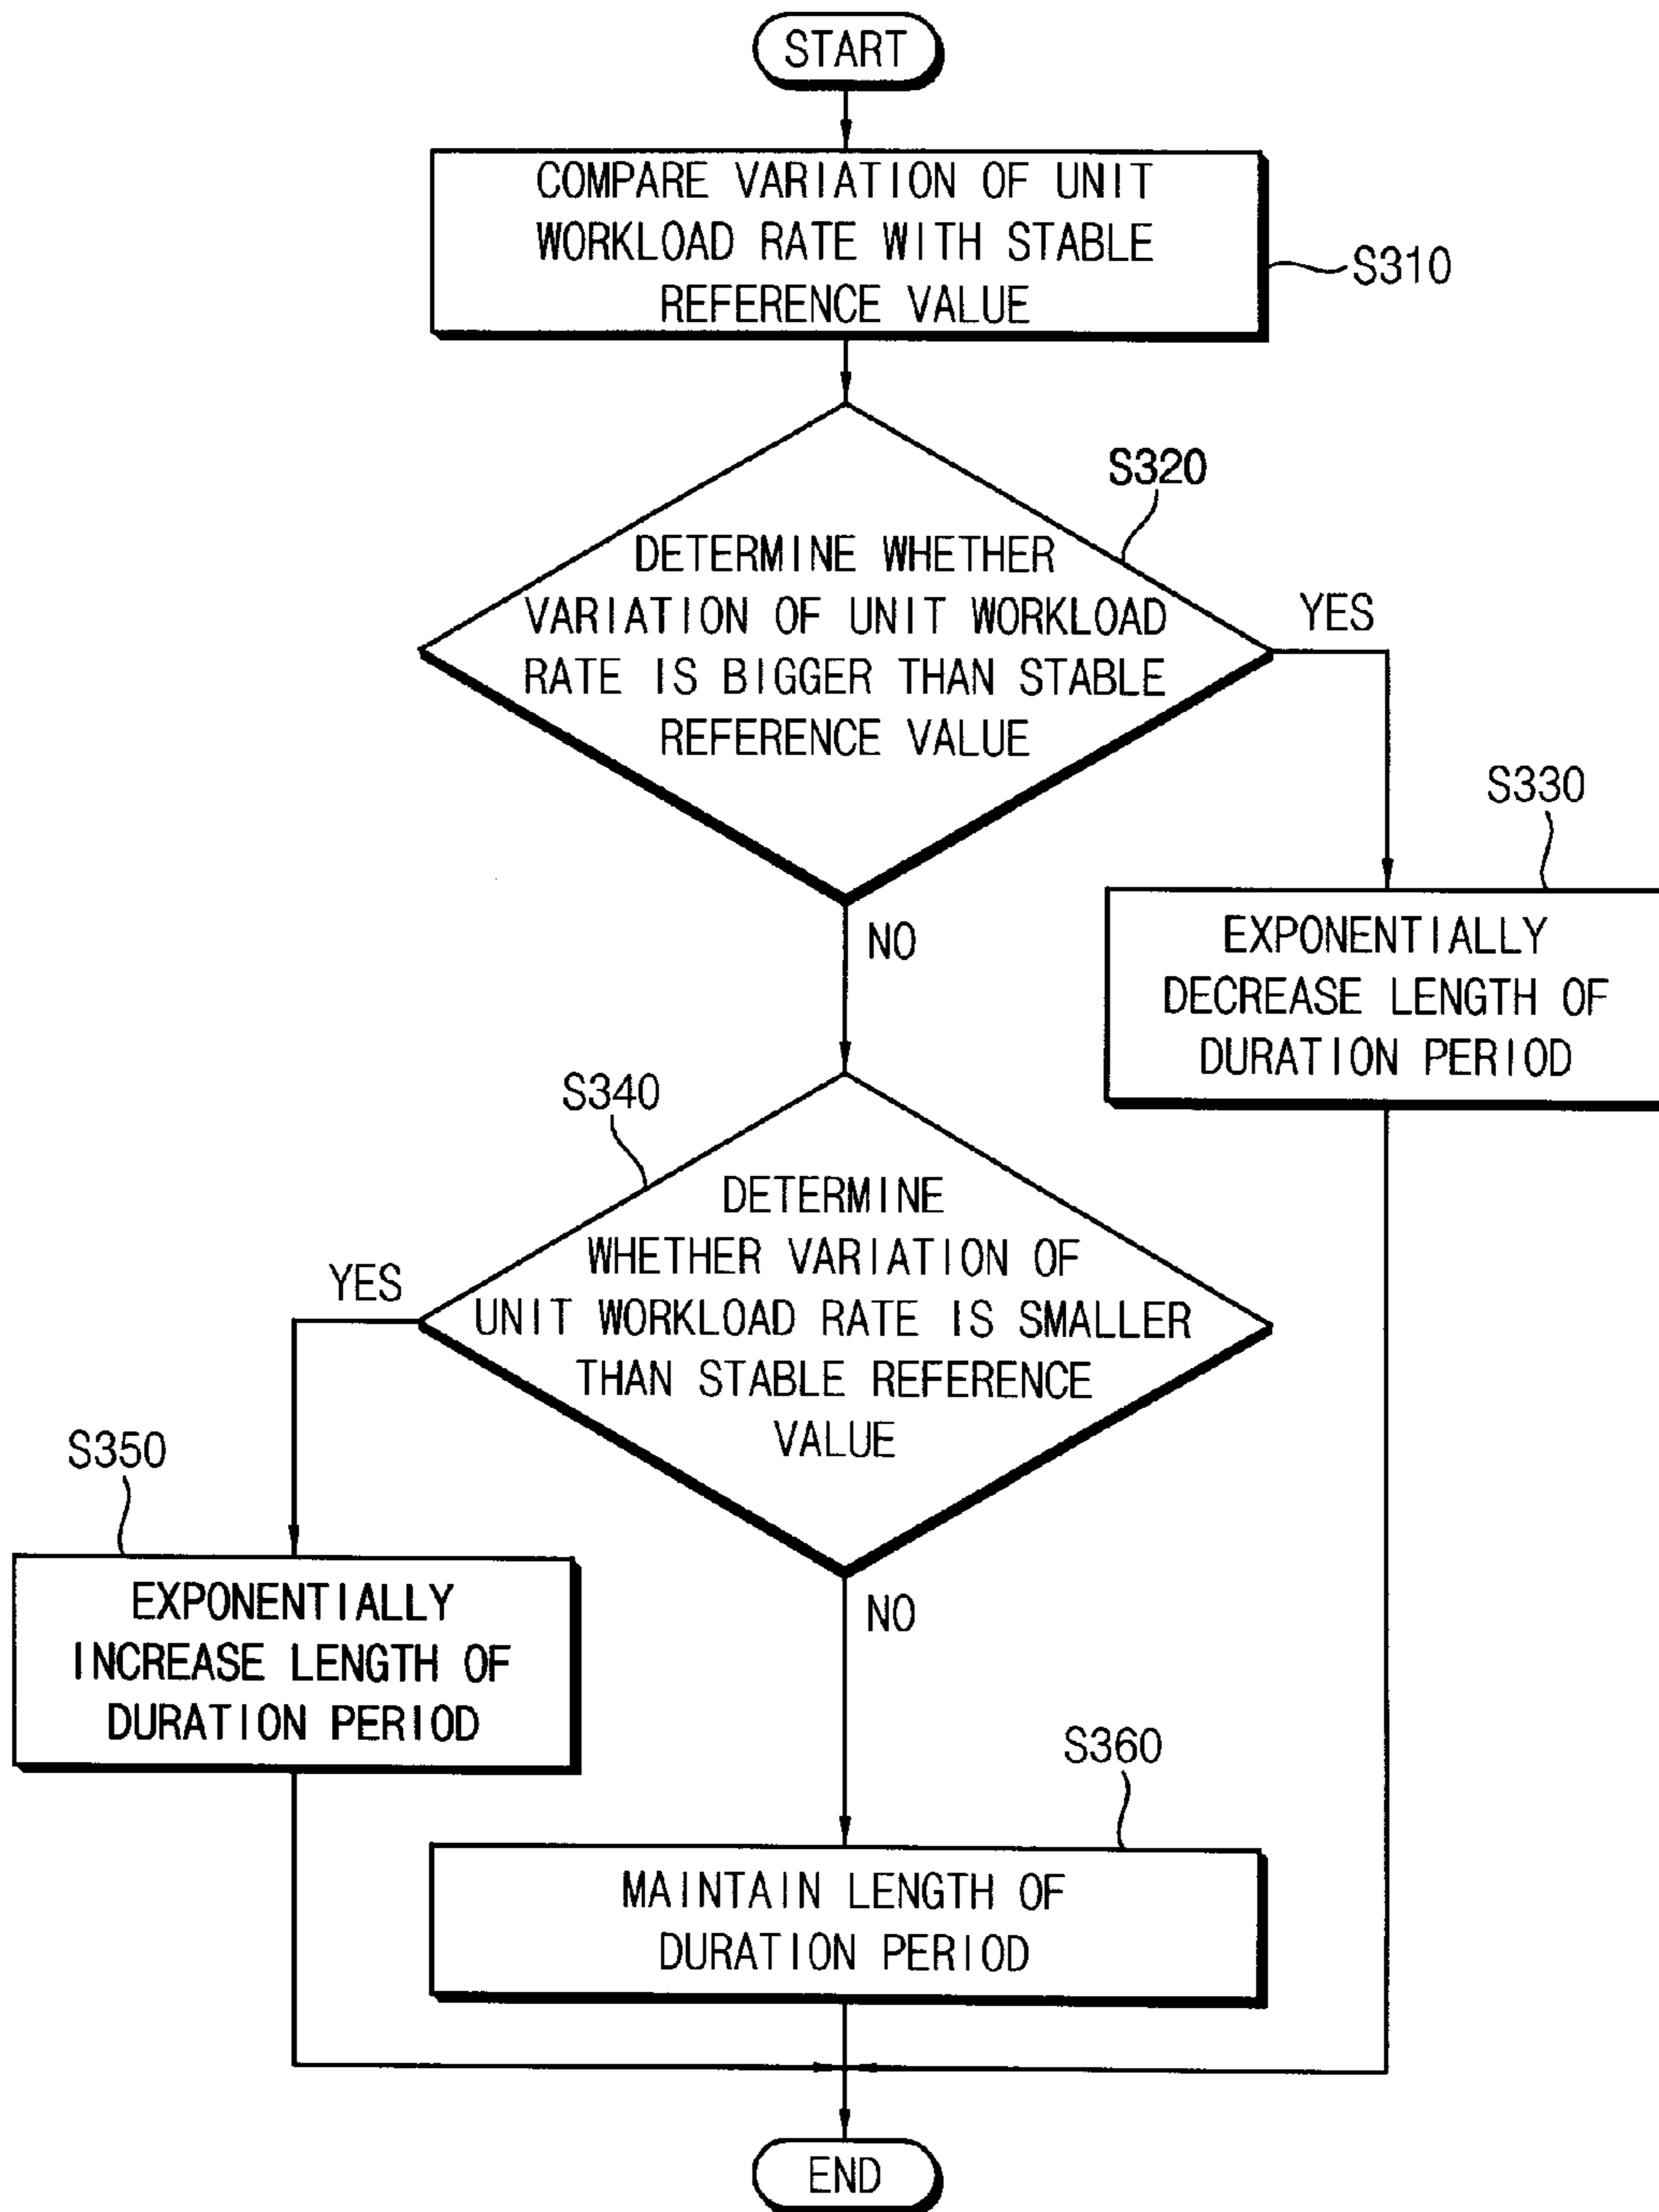 START
COMPARE VARIATION OF UNIT
WORKLOAD RATE WITH STABLE
REFERENCE VALUE
S310
S320
DETERMINE WHETHER
VARIATION OF UNIT WORKLOAD
RATE IS BIGGER THAN STABLE
REFERENCE VALUE
YES
NO
S330
EXPONENTIALLY
DECREASE LENGTH OF
DURATION PERIOD
S340
DETERMINE
WHETHER VARIATION OF
UNIT WORKLOAD RATE IS SMALLER
THAN STABLE REFERENCE
VALUE
YES
NO
S350
EXPONENTIALLY
INCREASE LENGTH OF
DURATION PERIOD
S360
MAINTAIN LENGTH OF
DURATION PERIOD
END